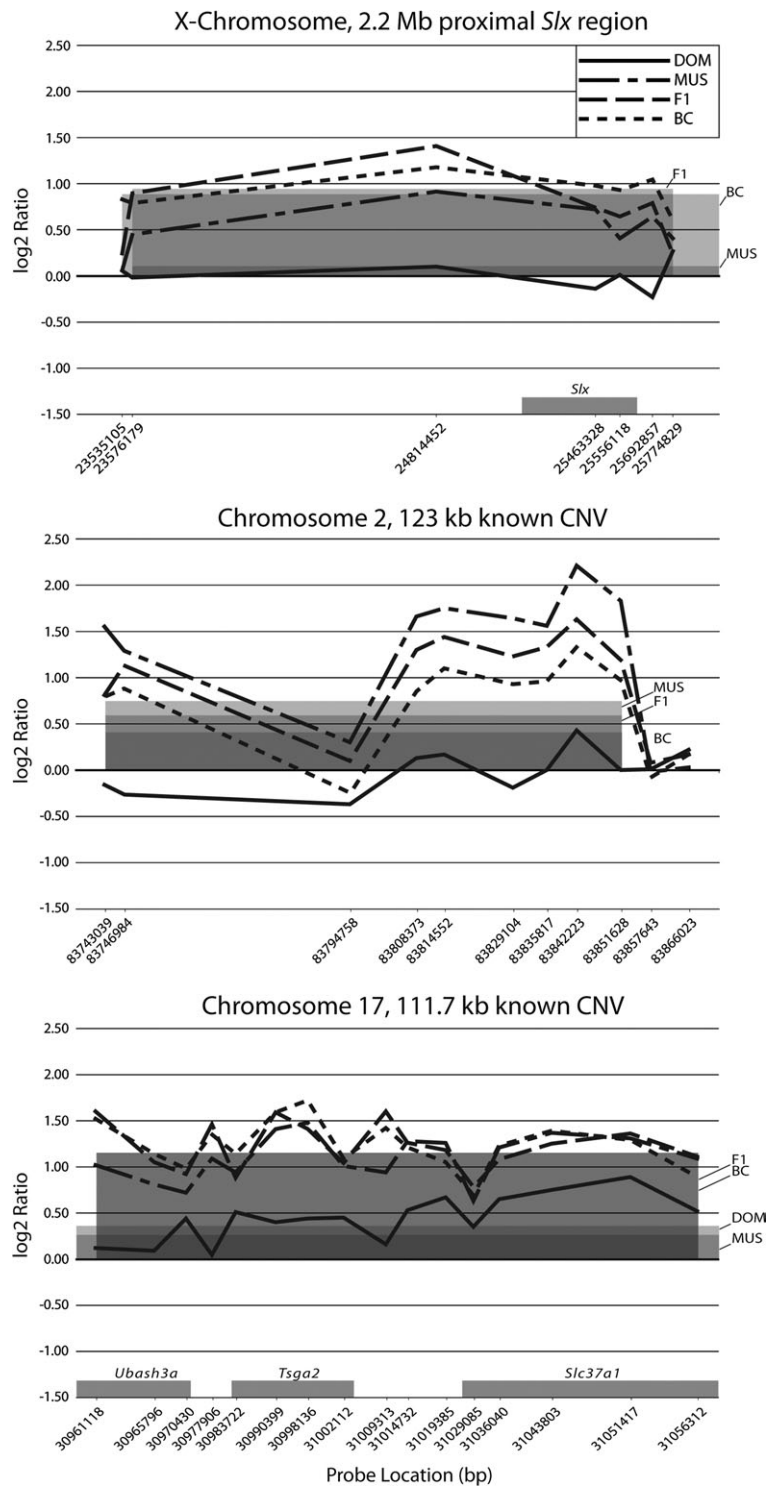 X-Chromosome, 2.2 Mb proximal Slx region
2.50
2.00
1.50
1.00
0.50
0.00
-0.50
-1.00
-1.50
log2 Ratio
DOM
MUS
F1
BC
F1
BC
MUS
Slx
23535105
23576179
24814452
25463328
25556118
25692857
25774829
Chromosome 2, 123 kb known CNV
2.50
2.00
1.50
1.00
0.50
0.00
-0.50
-1.00
-1.50
log2 Ratio
MUS
F1
BC
83743039
83746984
83794758
83808373
83814552
83829104
83835817
83842223
83851628
83857643
83866023
Chromosome 17, 111.7 kb known CNV
2.50
2.00
1.50
1.00
0.50
0.00
-0.50
-1.00
-1.50
log2 Ratio
F1
BC
DOM
MUS
Ubash3a
Tsga2
Slc37a1
30961118
30965796
30970430
30977906
30983722
30990399
30998136
31002112
31009313
31014732
31019385
31029085
31036040
31043803
31051417
31056312
Probe Location (bp)